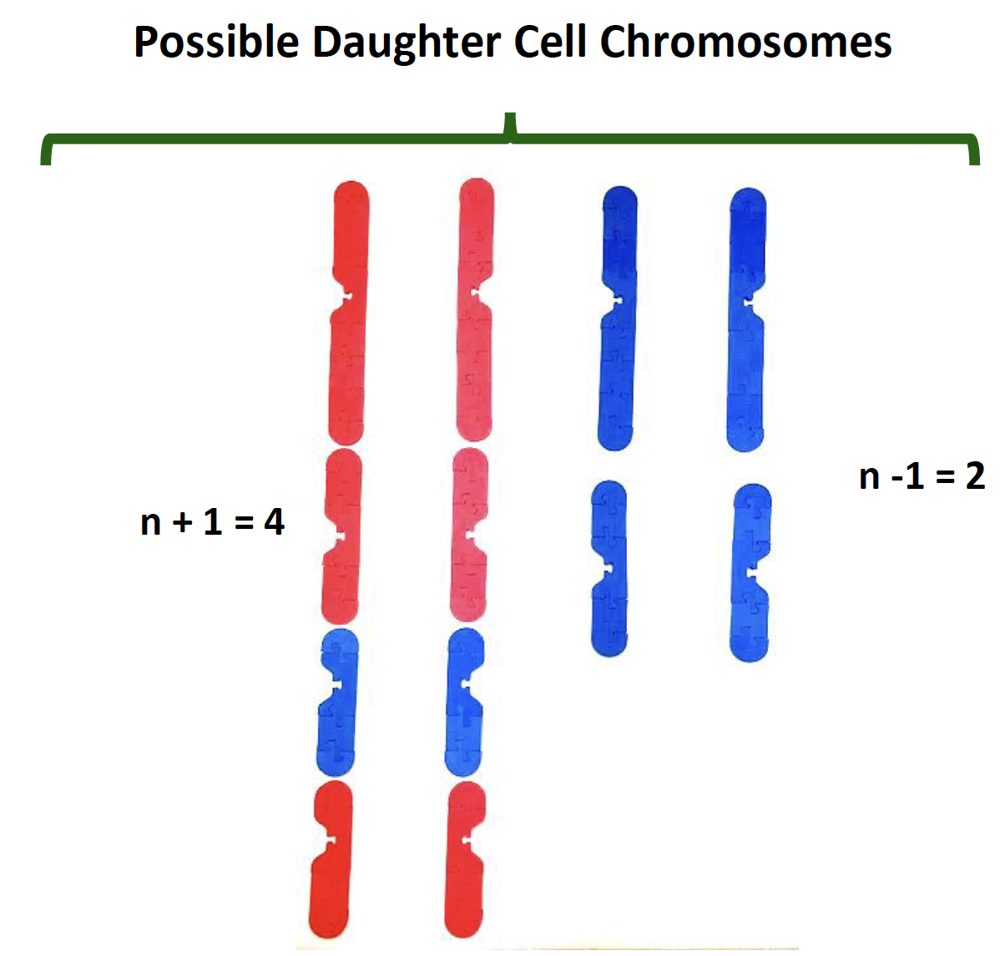 Possible Daughter Cell Chromosomes
n + 1 = 4
n -1 = 2